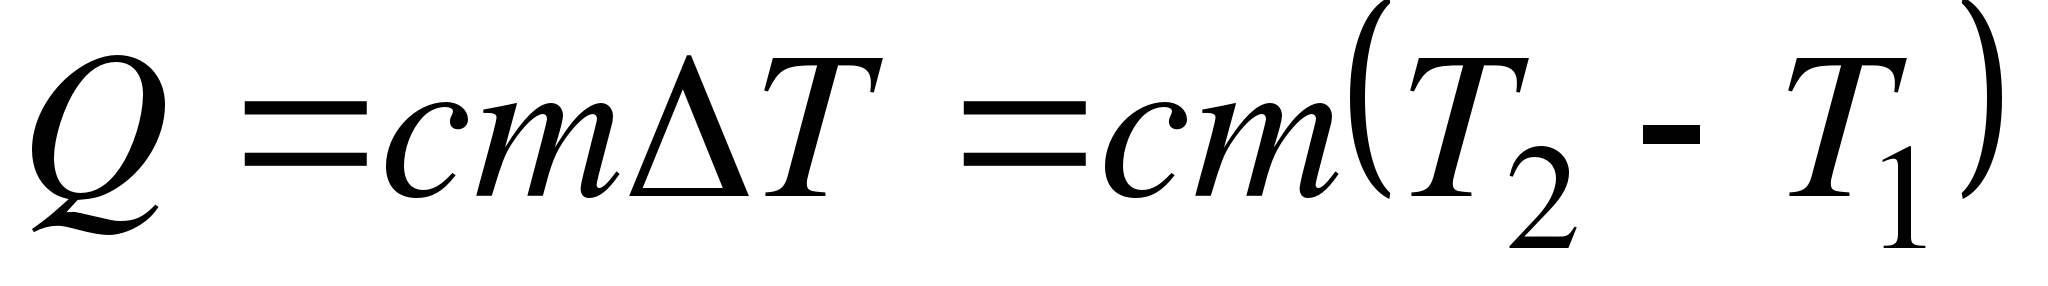 Q = cmΔT = cm(T₂ - T₁)